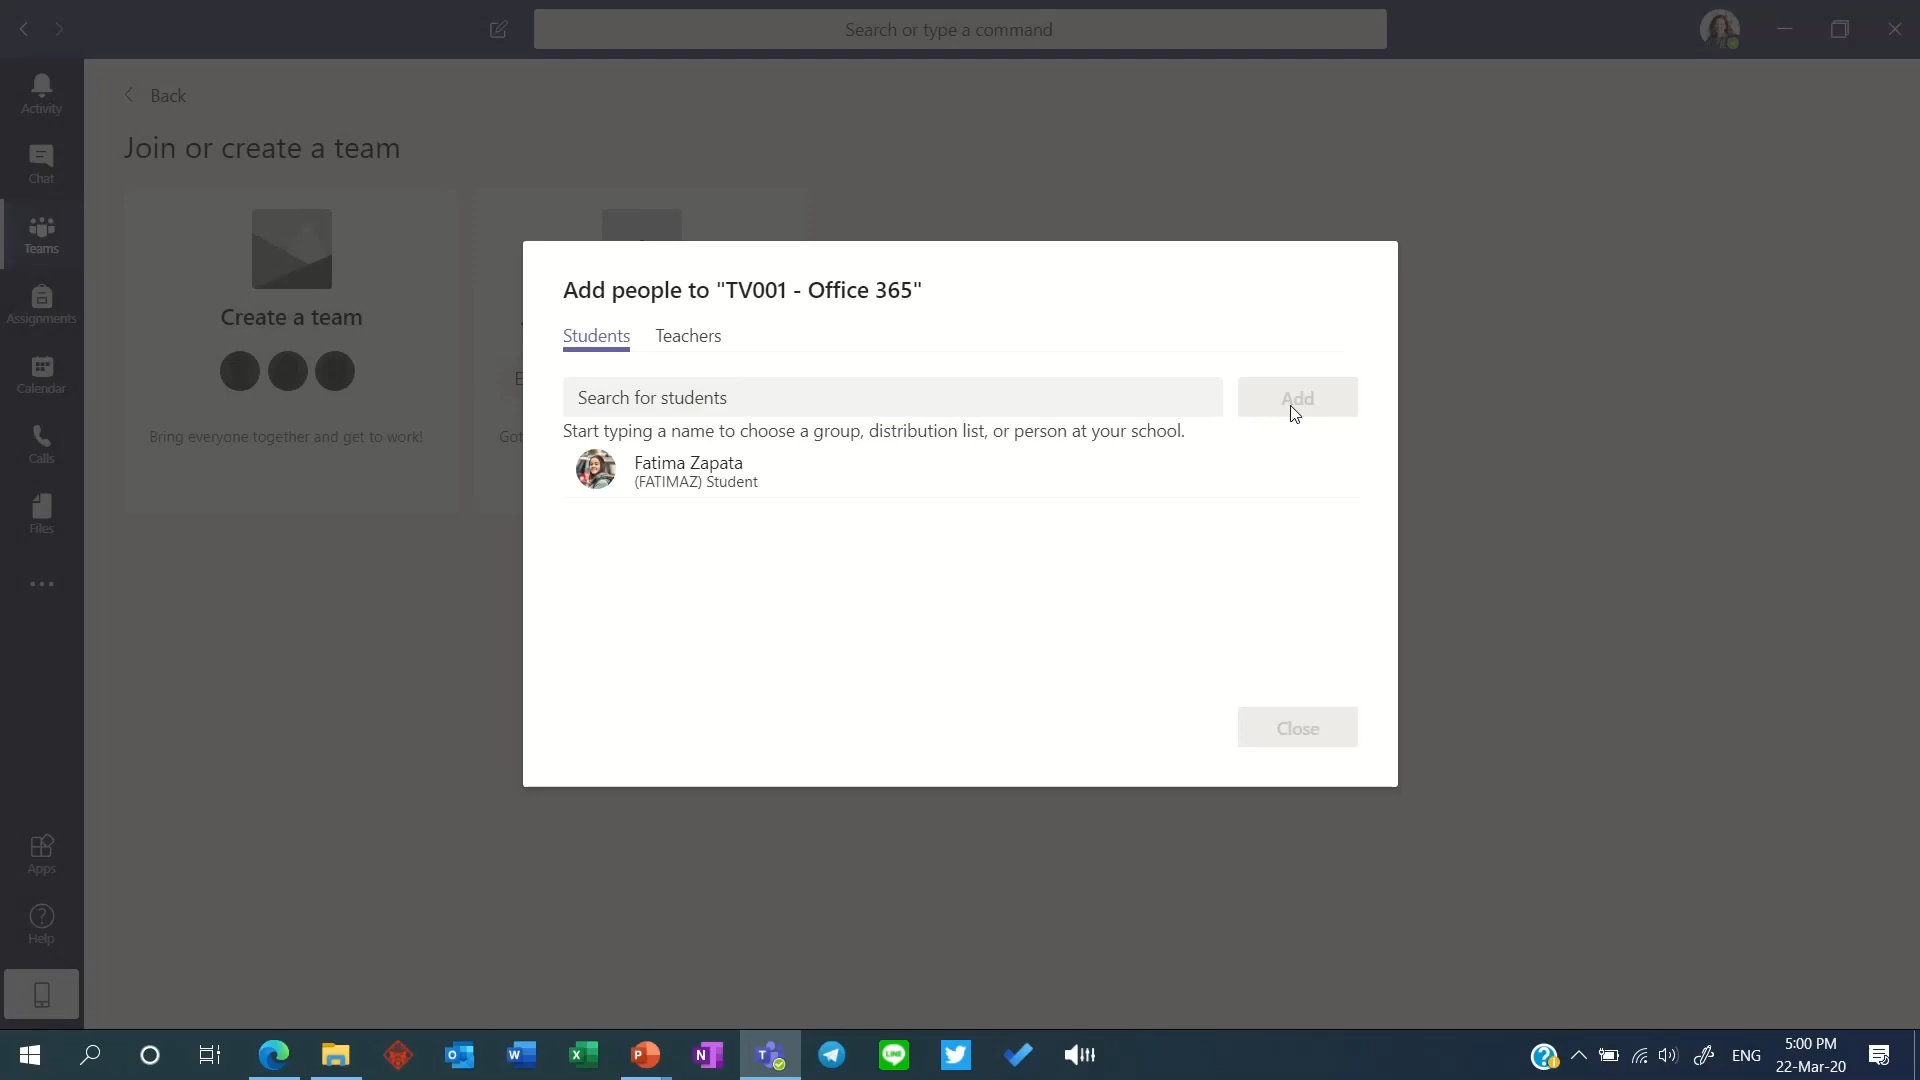 Search or type a command
Activity
Chat
Teams
Assignments
Calendar
Calls
Files
Apps
Help
Back
Join or create a team
Create a team
Bring everyone together and get to work!
E
Got
Add people to "TV001 - Office 365"
Students Teachers
Search for students Add
Start typing a name to choose a group, distribution list, or person at your school.
Fatima Zapata
(FATIMAZ) Student
Close
ENG
5:00 PM
22-Mar-20